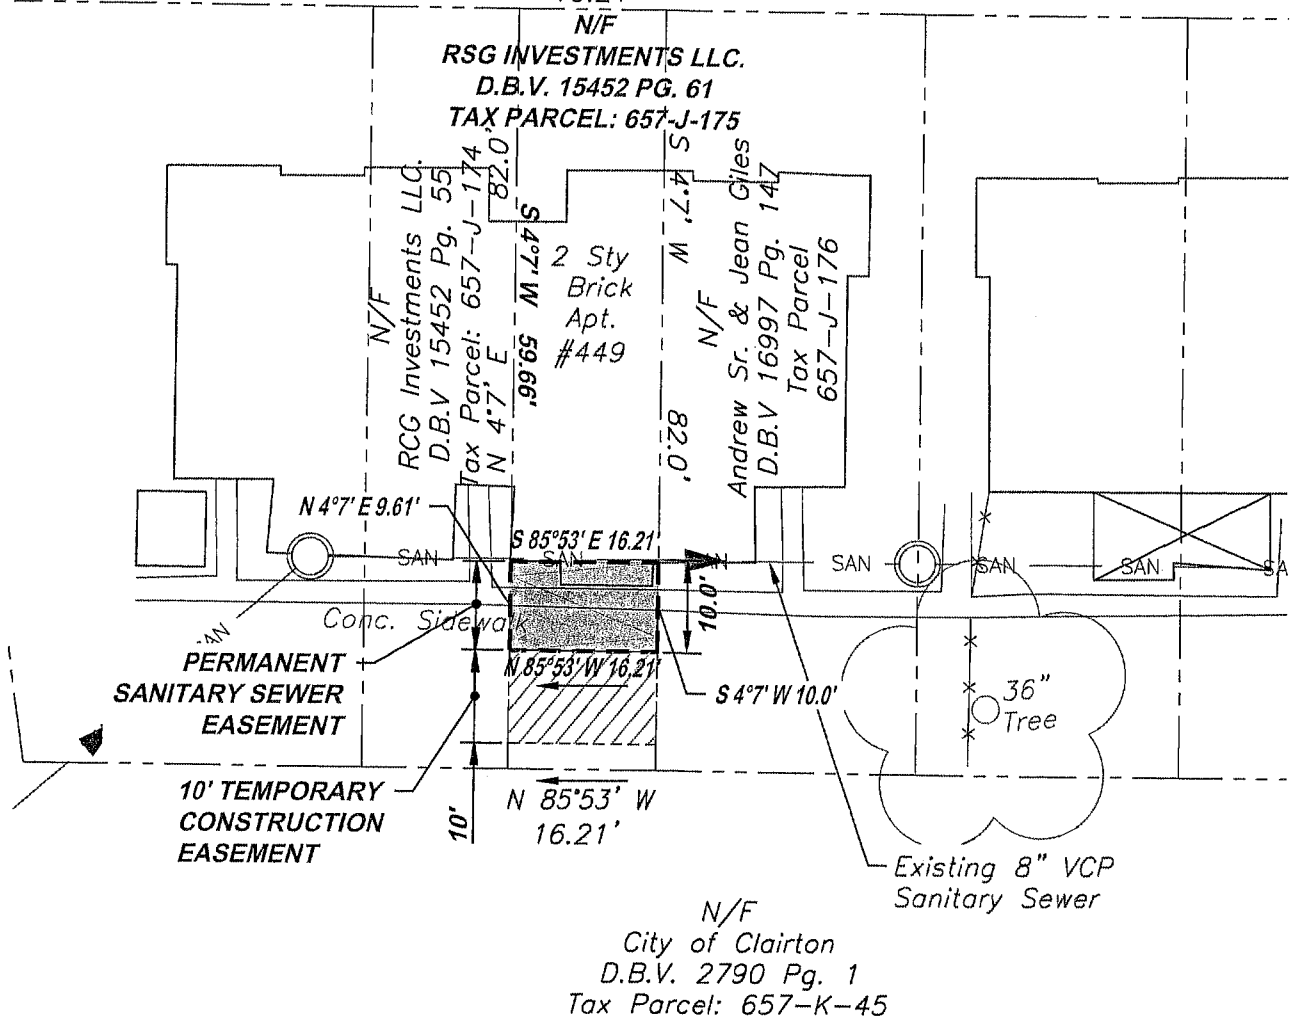 N/F
RSG INVESTMENTS LLC.
D.B.V. 15452 PG. 61
TAX PARCEL: 657-J-175
N/F
RCG Investments LLC.
D.B.V 15452 Pg. 55
Tax Parcel: 657-J-174
N 4°7' E 82.0'
S 4°7' W 59.66'
2 Sty
Brick
Apt.
#449
S 4°7' W 82.0'
N/F
Andrew Sr. & Jean Giles
D.B.V 16997 Pg. 147
Tax Parcel
657-J-176
N 4°7' E 9.61'
S 85°53' E 16.21'
SAN
SAN
SAN
SAN
SAN
SAN
SA
10.0'
Conc. Sidewalk
SAN
PERMANENT
SANITARY SEWER
EASEMENT
N 85°53' W 16.21'
S 4°7' W 10.0'
36"
Tree
10' TEMPORARY
CONSTRUCTION
EASEMENT
10'
N 85°53' W
16.21'
Existing 8" VCP
Sanitary Sewer
N/F
City of Clairton
D.B.V. 2790 Pg. 1
Tax Parcel: 657-K-45